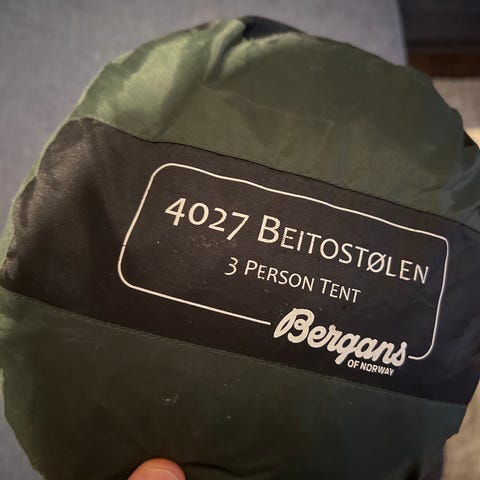 4027 BEITOSTØLEN
3 PERSON TENT
Bergans
OF NORWAY